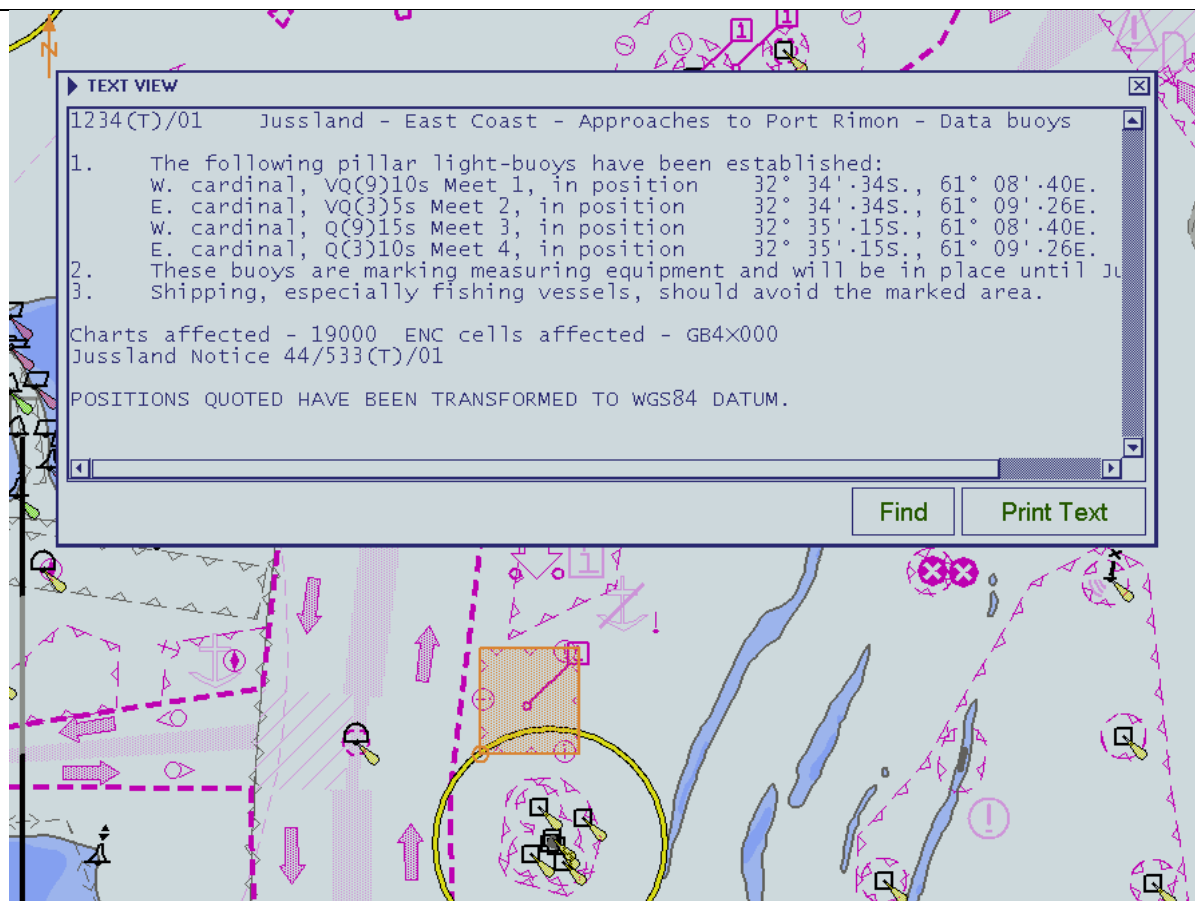 N
1
1
TEXT VIEW
1234(T)/01 Jussland - East Coast - Approaches to Port Rimon - Data buoys
1. The following pillar light-buoys have been established:
W. cardinal, VQ(9)10s Meet 1, in position 32° 34'·34S., 61° 08'·40E.
E. cardinal, VQ(3)5s Meet 2, in position 32° 34'·34S., 61° 09'·26E.
W. cardinal, Q(9)15s Meet 3, in position 32° 35'·15S., 61° 08'·40E.
E. cardinal, Q(3)10s Meet 4, in position 32° 35'·15S., 61° 09'·26E.
2. These buoys are marking measuring equipment and will be in place until Ju
3. Shipping, especially fishing vessels, should avoid the marked area.
Charts affected - 19000 ENC cells affected - GB4X000
Jussland Notice 44/533(T)/01
POSITIONS QUOTED HAVE BEEN TRANSFORMED TO WGS84 DATUM.
Find Print Text
i
!
!